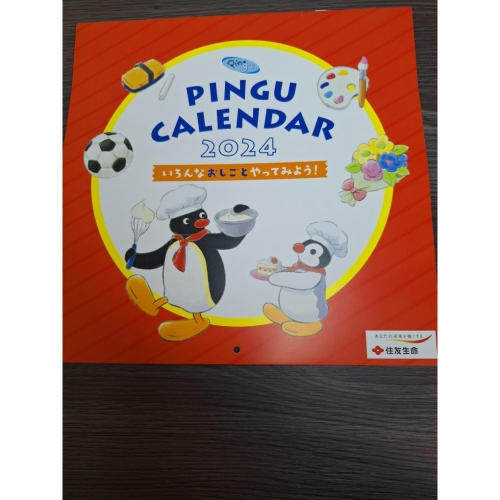 PINGU
CALENDAR
2024
いろんなおしごとやってみよう!
あなたの未来を強くする
住友生命